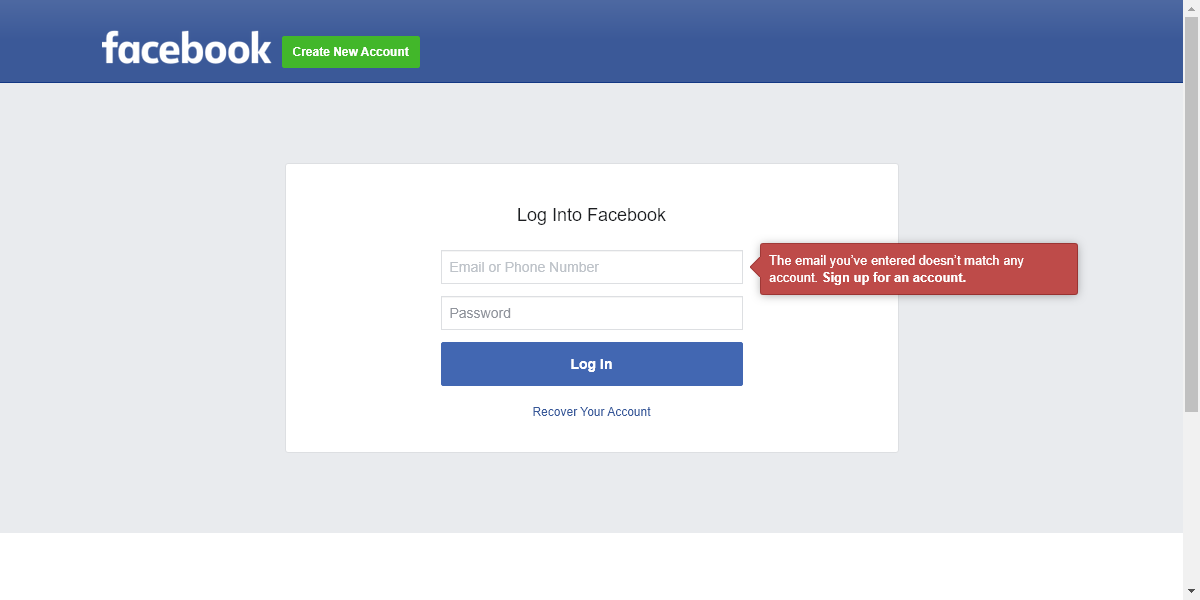 facebook
Create New Account
Log Into Facebook
Email or Phone Number
The email you've entered doesn't match any
account. Sign up for an account.
Password
Log In
Recover Your Account